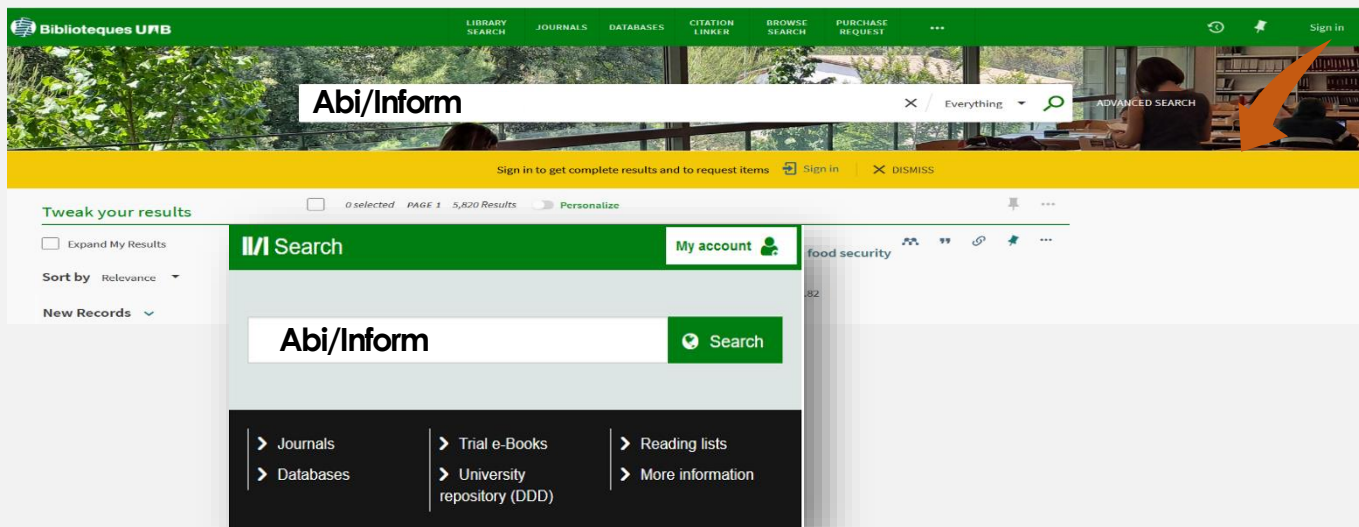 Biblioteques UAB
LIBRARY SEARCH
JOURNALS
DATABASES
CITATION LINKER
BROWSE SEARCH
PURCHASE REQUEST
Sign in
Abi/Inform
Everything
ADVANCED SEARCH
Sign in to get complete results and to request items
Sign in
DISMISS
Tweak your results
0 selected PAGE 1 5,820 Results
Personalize
Expand My Results
Sort by Relevance
New Records
food security
.82
Search
My account
Abi/Inform
Search
Journals
Databases
Trial e-Books
University
repository (DDD)
Reading lists
More information